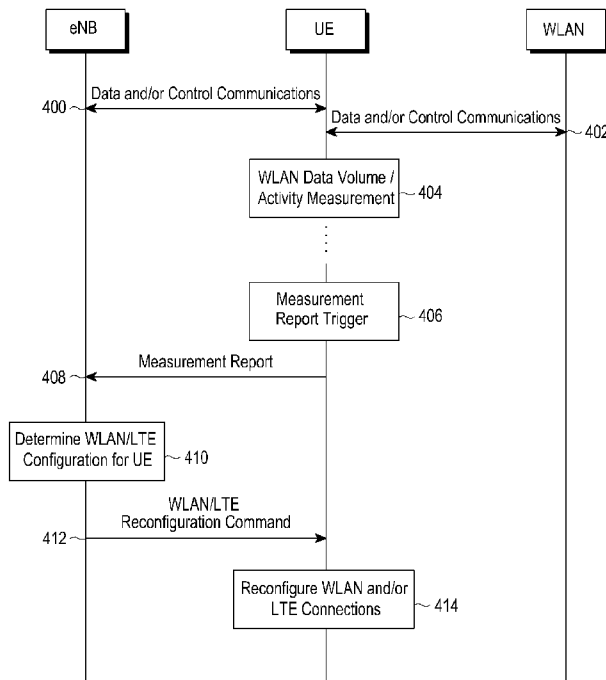 eNB
UE
WLAN
Data and/or Control Communications
400
Data and/or Control Communications
402
WLAN Data Volume /
Activity Measurement
404
Measurement
Report Trigger
406
Measurement Report
408
Determine WLAN/LTE
Configuration for UE
410
WLAN/LTE
Reconfiguration Command
412
Reconfigure WLAN and/or
LTE Connections
414